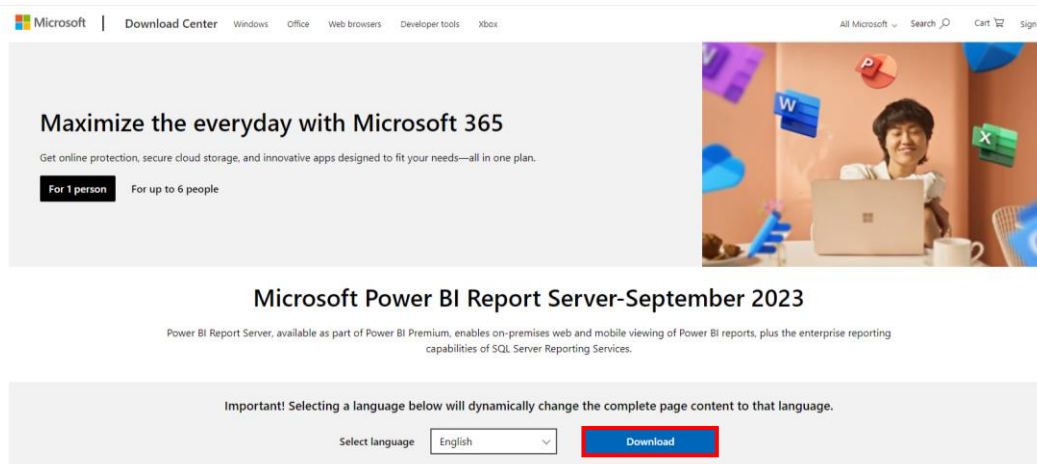 Microsoft Download Center Windows Office Web browsers Developer tools Xbox All Microsoft Search Cart Sign
Maximize the everyday with Microsoft 365
Get online protection, secure cloud storage, and innovative apps designed to fit your needs—all in one plan.
For 1 person For up to 6 people
P
W
X
Microsoft Power BI Report Server-September 2023
Power BI Report Server, available as part of Power BI Premium, enables on-premises web and mobile viewing of Power BI reports, plus the enterprise reporting
capabilities of SQL Server Reporting Services.
Important! Selecting a language below will dynamically change the complete page content to that language.
Select language English Download